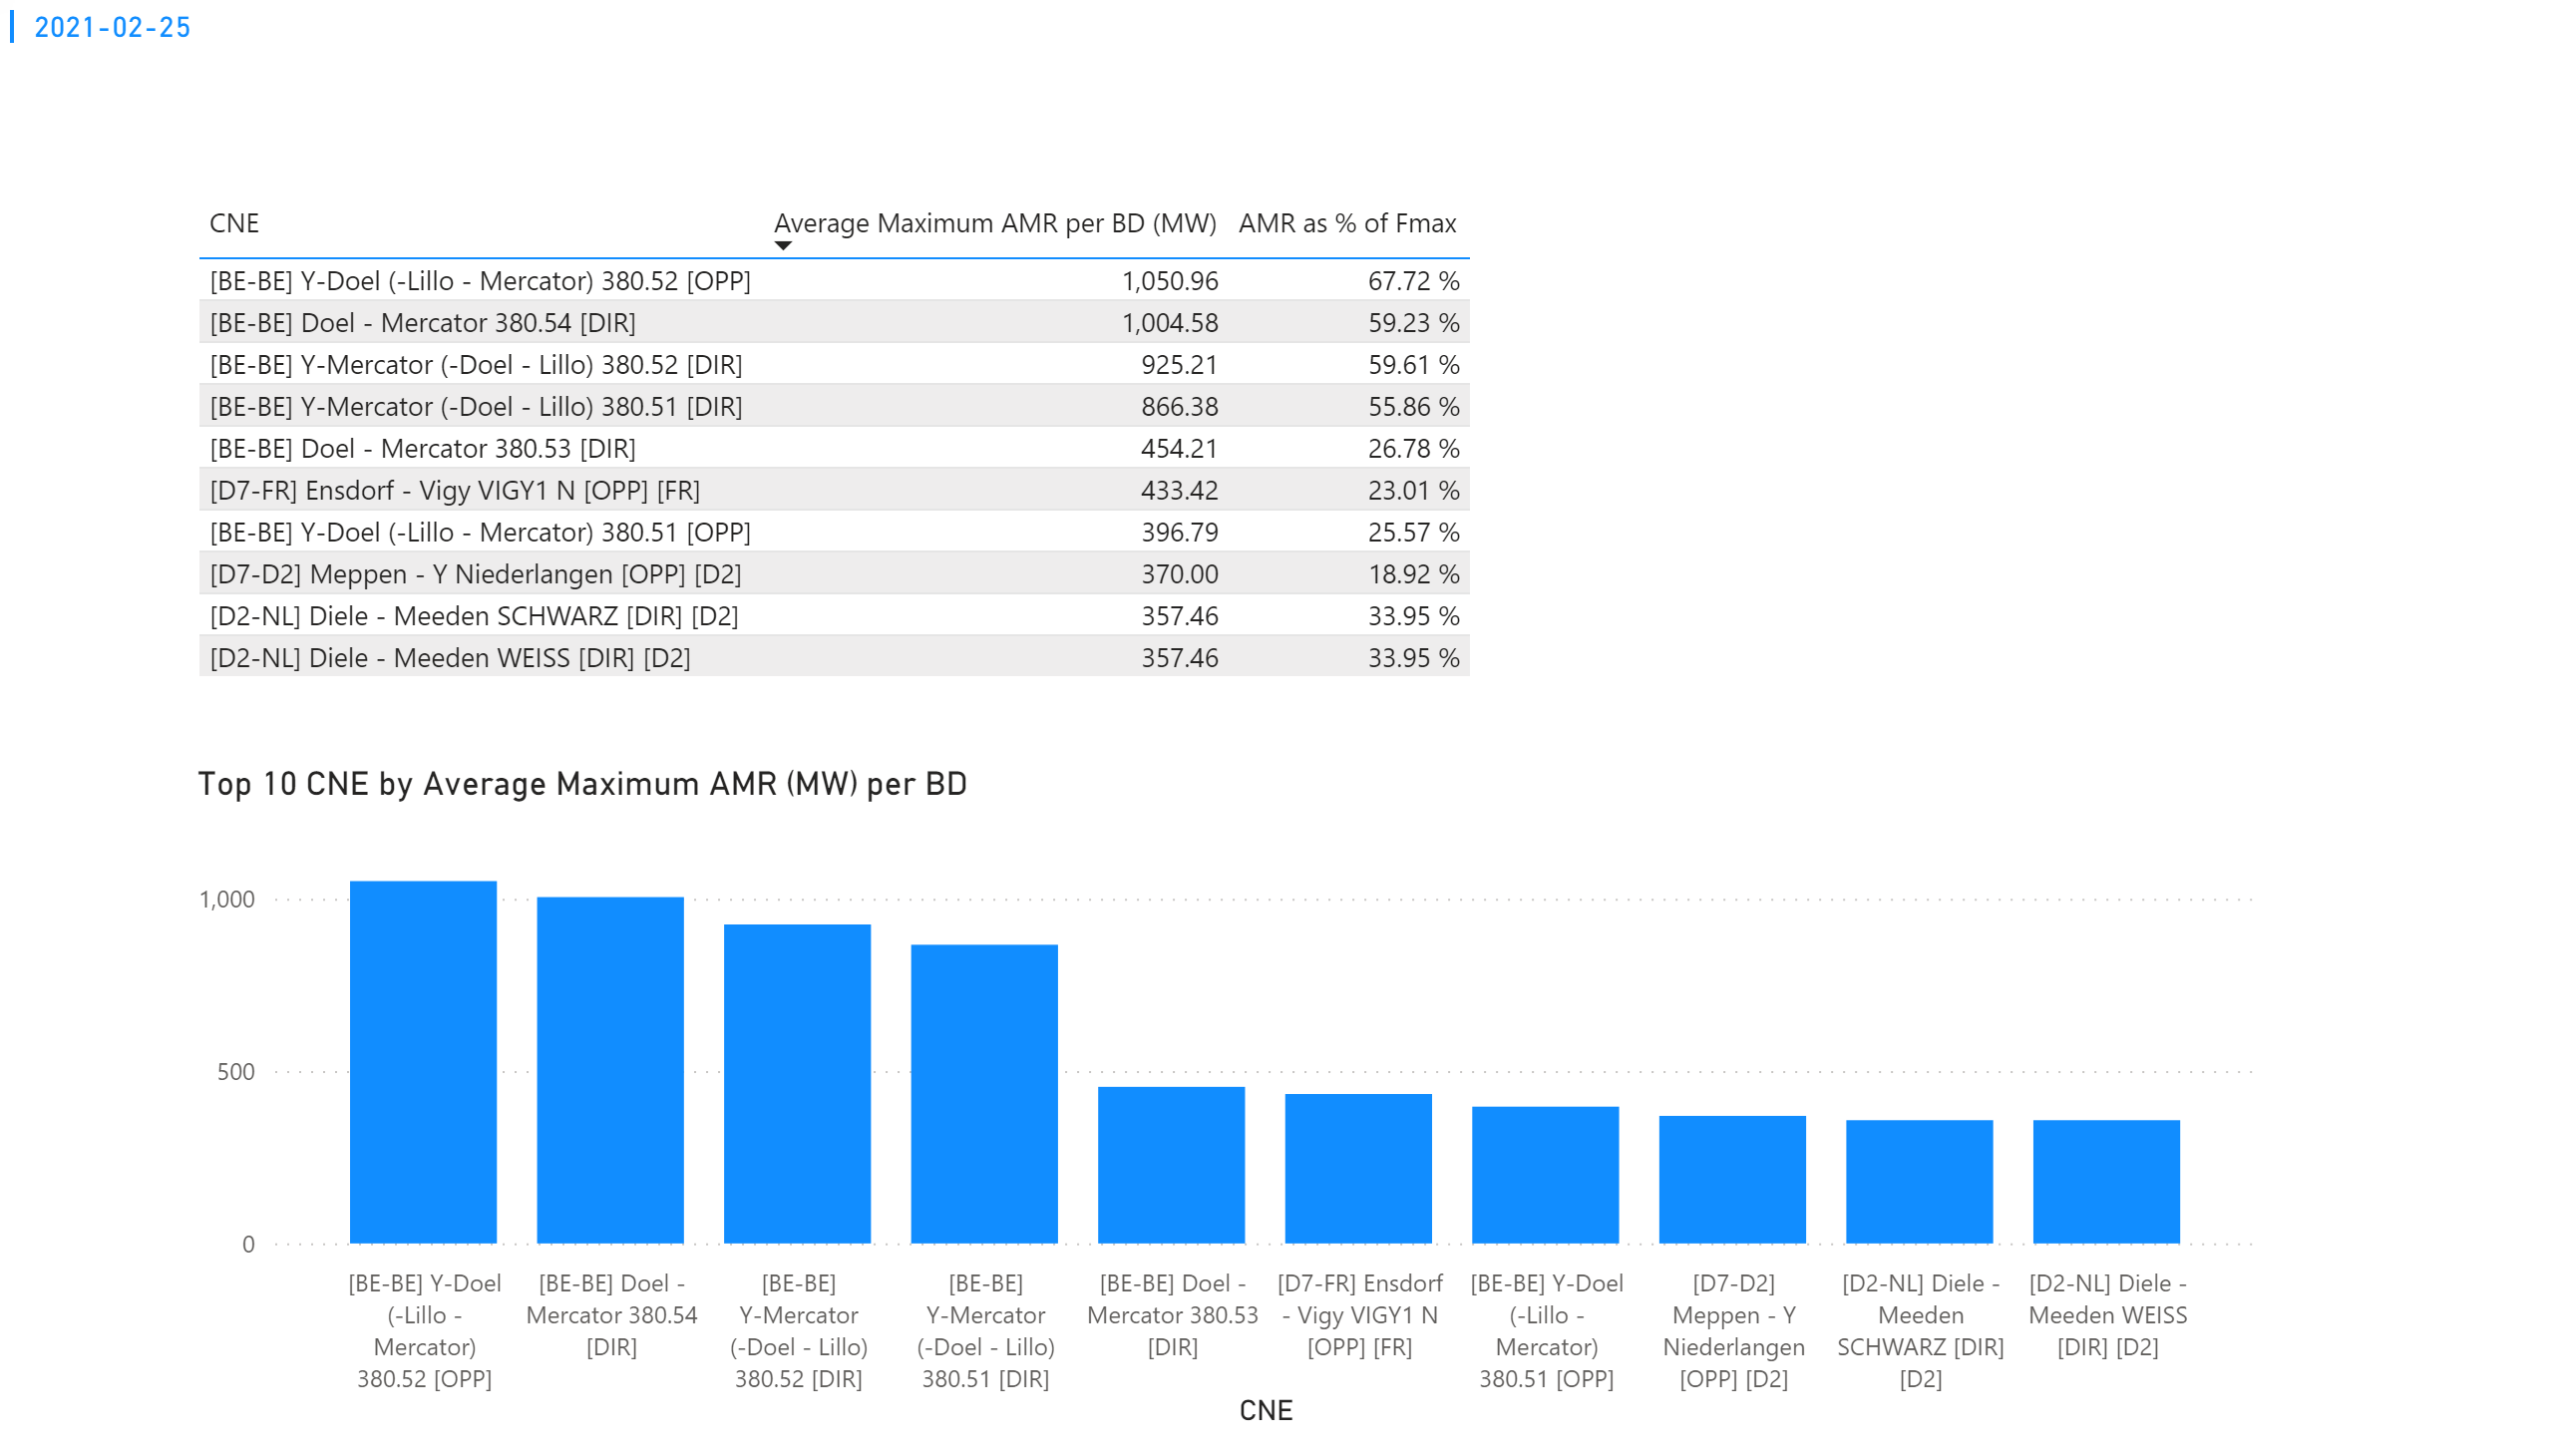 2021-02-25
CNE Average Maximum AMR per BD (MW) AMR as % of Fmax
[BE-BE] Y-Doel (-Lillo - Mercator) 380.52 [OPP] 1,050.96 67.72 %
[BE-BE] Doel - Mercator 380.54 [DIR] 1,004.58 59.23 %
[BE-BE] Y-Mercator (-Doel - Lillo) 380.52 [DIR] 925.21 59.61 %
[BE-BE] Y-Mercator (-Doel - Lillo) 380.51 [DIR] 866.38 55.86 %
[BE-BE] Doel - Mercator 380.53 [DIR] 454.21 26.78 %
[D7-FR] Ensdorf - Vigy VIGY1 N [OPP] [FR] 433.42 23.01 %
[BE-BE] Y-Doel (-Lillo - Mercator) 380.51 [OPP] 396.79 25.57 %
[D7-D2] Meppen - Y Niederlangen [OPP] [D2] 370.00 18.92 %
[D2-NL] Diele - Meeden SCHWARZ [DIR] [D2] 357.46 33.95 %
[D2-NL] Diele - Meeden WEISS [DIR] [D2] 357.46 33.95 %
Top 10 CNE by Average Maximum AMR (MW) per BD
1,000
500
0
[BE-BE] Y-Doel
(-Lillo -
Mercator)
380.52 [OPP]
[BE-BE] Doel -
Mercator 380.54
[DIR]
[BE-BE]
Y-Mercator
(-Doel - Lillo)
380.52 [DIR]
[BE-BE]
Y-Mercator
(-Doel - Lillo)
380.51 [DIR]
[BE-BE] Doel -
Mercator 380.53
[DIR]
[D7-FR] Ensdorf
- Vigy VIGY1 N
[OPP] [FR]
[BE-BE] Y-Doel
(-Lillo -
Mercator)
380.51 [OPP]
[D7-D2]
Meppen - Y
Niederlangen
[OPP] [D2]
[D2-NL] Diele -
Meeden
SCHWARZ [DIR]
[D2]
[D2-NL] Diele -
Meeden WEISS
[DIR] [D2]
CNE